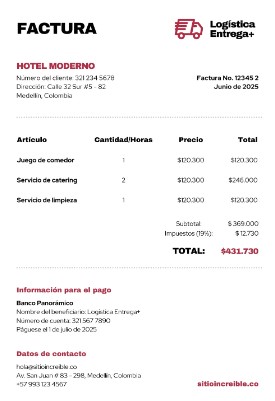 FACTURA
Logística
Entrega+
HOTEL MODERNO
Número del cliente: 321 234 5678
Dirección: Calle 32 Sur #5 - 82
Medellín, Colombia
Factura No. 12345 2
Junio de 2025
Artículo Cantidad/Horas Precio Total
Juego de comedor 1 $120.300 $120.300
Servicio de catering 2 $120.300 $246.000
Servicio de limpieza 1 $120.300 $120.300
Subtotal $ 369.000
Impuestos (19%): $ 12.730
TOTAL: $431.730
Información para el pago
Banco Panorámico
Nombre del beneficiario: Logística Entrega+
Número de cuenta: 321 567 7890
Páguese el 1 de julio de 2025
Datos de contacto
hola@sitioincreible.co
Av. San Juan # 83 - 298, Medellín, Colombia
+57 993 123 4567
sitioincreible.co